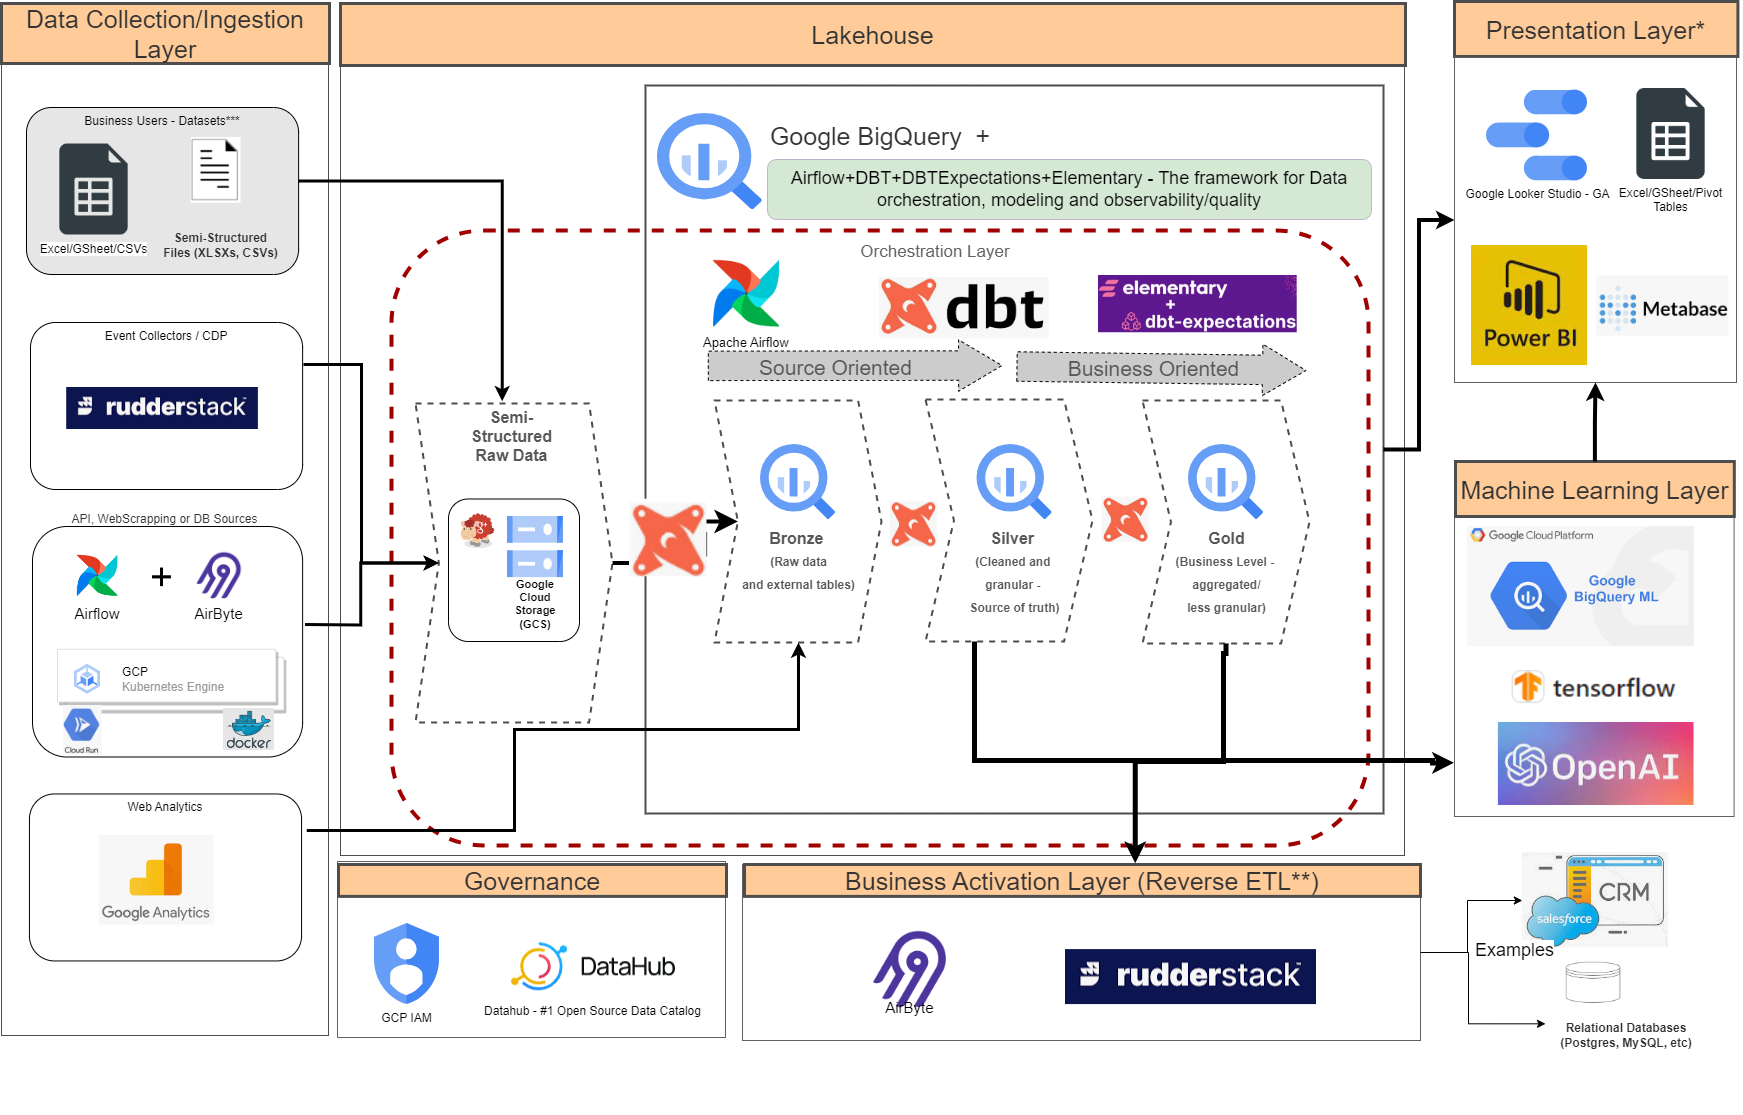 Data Collection/Ingestion
Layer
Business Users - Datasets***
Excel/GSheet/CSVs
Semi-Structured
Files (XLSXs, CSVs)
Event Collectors / CDP
rudderstack
API, WebScrapping or DB Sources
Airflow
+
AirByte
GCP
Kubernetes Engine
Cloud Run
docker
Web Analytics
Google Analytics
Lakehouse
Google BigQuery +
Airflow+DBT+DBTExpectations+Elementary - The framework for Data
orchestration, modeling and observability/quality
Orchestration Layer
Apache Airflow
dbt
elementary
+
dbt-expectations
Source Oriented
Business Oriented
Semi-
Structured
Raw Data
Google
Cloud
Storage
(GCS)
Bronze
(Raw data
and external tables)
Silver
(Cleaned and
granular -
Source of truth)
Gold
(Business Level -
aggregated/
less granular)
Governance
GCP IAM
DataHub
Datahub - #1 Open Source Data Catalog
Business Activation Layer (Reverse ETL**)
AirByte
rudderstack
Presentation Layer*
Google Looker Studio - GA
Excel/GSheet/Pivot
Tables
Power BI
Metabase
Machine Learning Layer
Google Cloud Platform
Google
BigQuery ML
tensorflow
OpenAI
CRM
salesforce
Examples
Relational Databases
(Postgres, MySQL, etc)